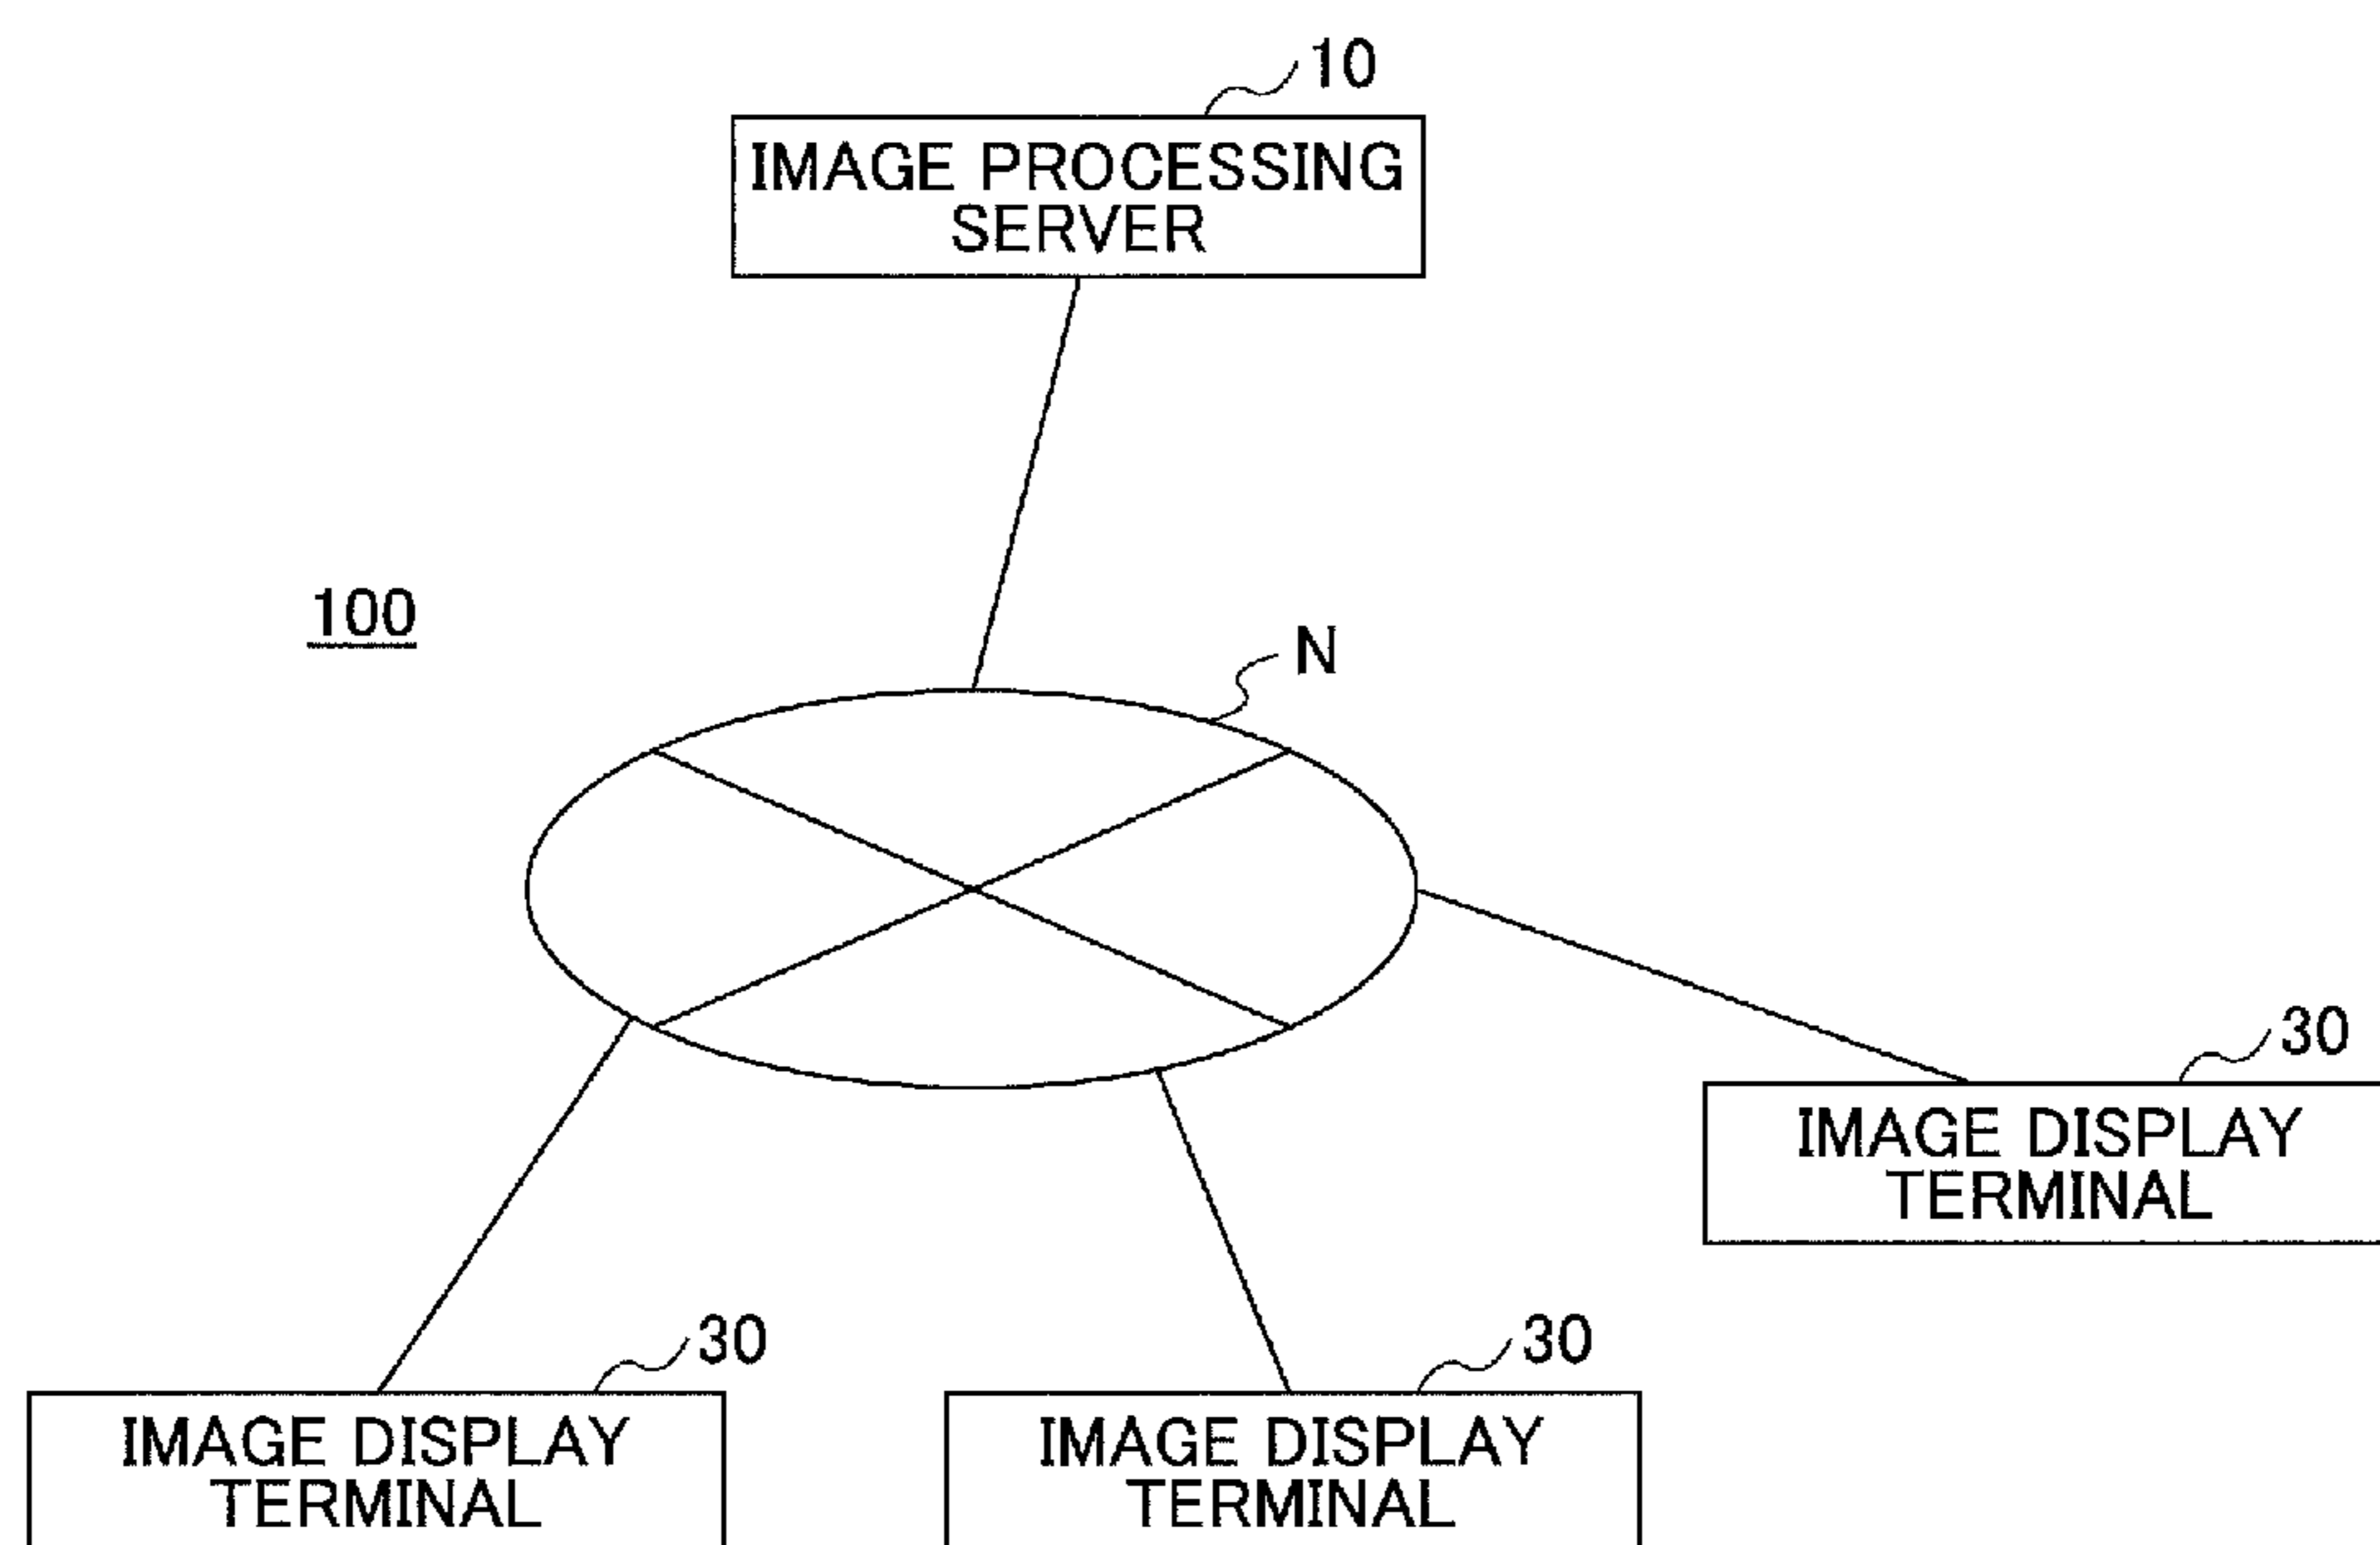 10
IMAGE PROCESSING
SERVER
100
N
30
IMAGE DISPLAY
TERMINAL
30
IMAGE DISPLAY
TERMINAL
30
IMAGE DISPLAY
TERMINAL